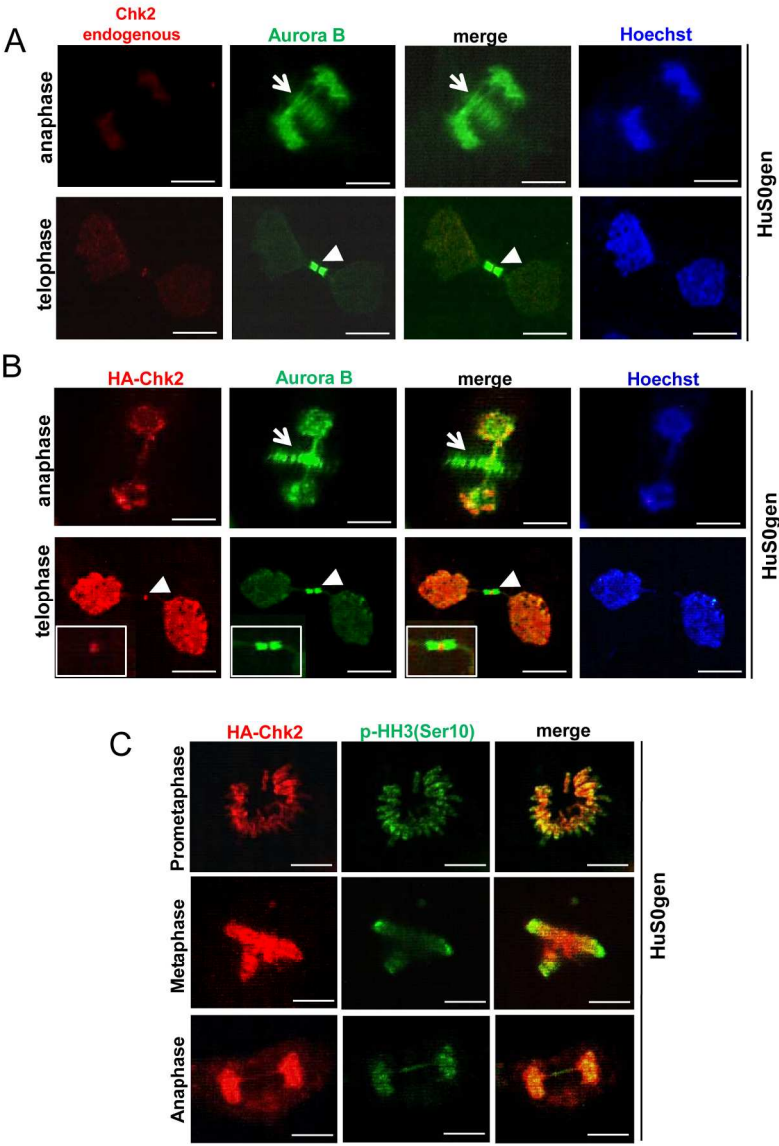 A
Chk2
endogenous
Aurora B
merge
Hoechst
anaphase
telophase
HuS0gen
B
HA-Chk2
Aurora B
merge
Hoechst
anaphase
telophase
HuS0gen
C
HA-Chk2
p-HH3(Ser10)
merge
Prometaphase
Metaphase
Anaphase
HuS0gen